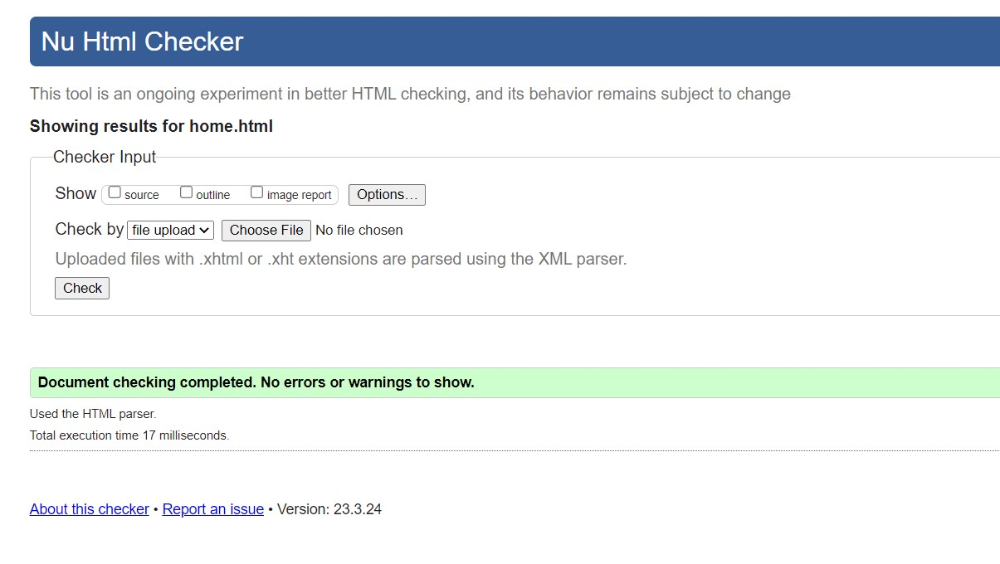 Nu Html Checker
This tool is an ongoing experiment in better HTML checking, and its behavior remains subject to change
Showing results for home.html
Checker Input
Show source outline image report Options…
Check by file upload Choose File No file chosen
Uploaded files with .xhtml or .xht extensions are parsed using the XML parser.
Check
Document checking completed. No errors or warnings to show.
Used the HTML parser.
Total execution time 17 milliseconds.
About this checker • Report an issue • Version: 23.3.24